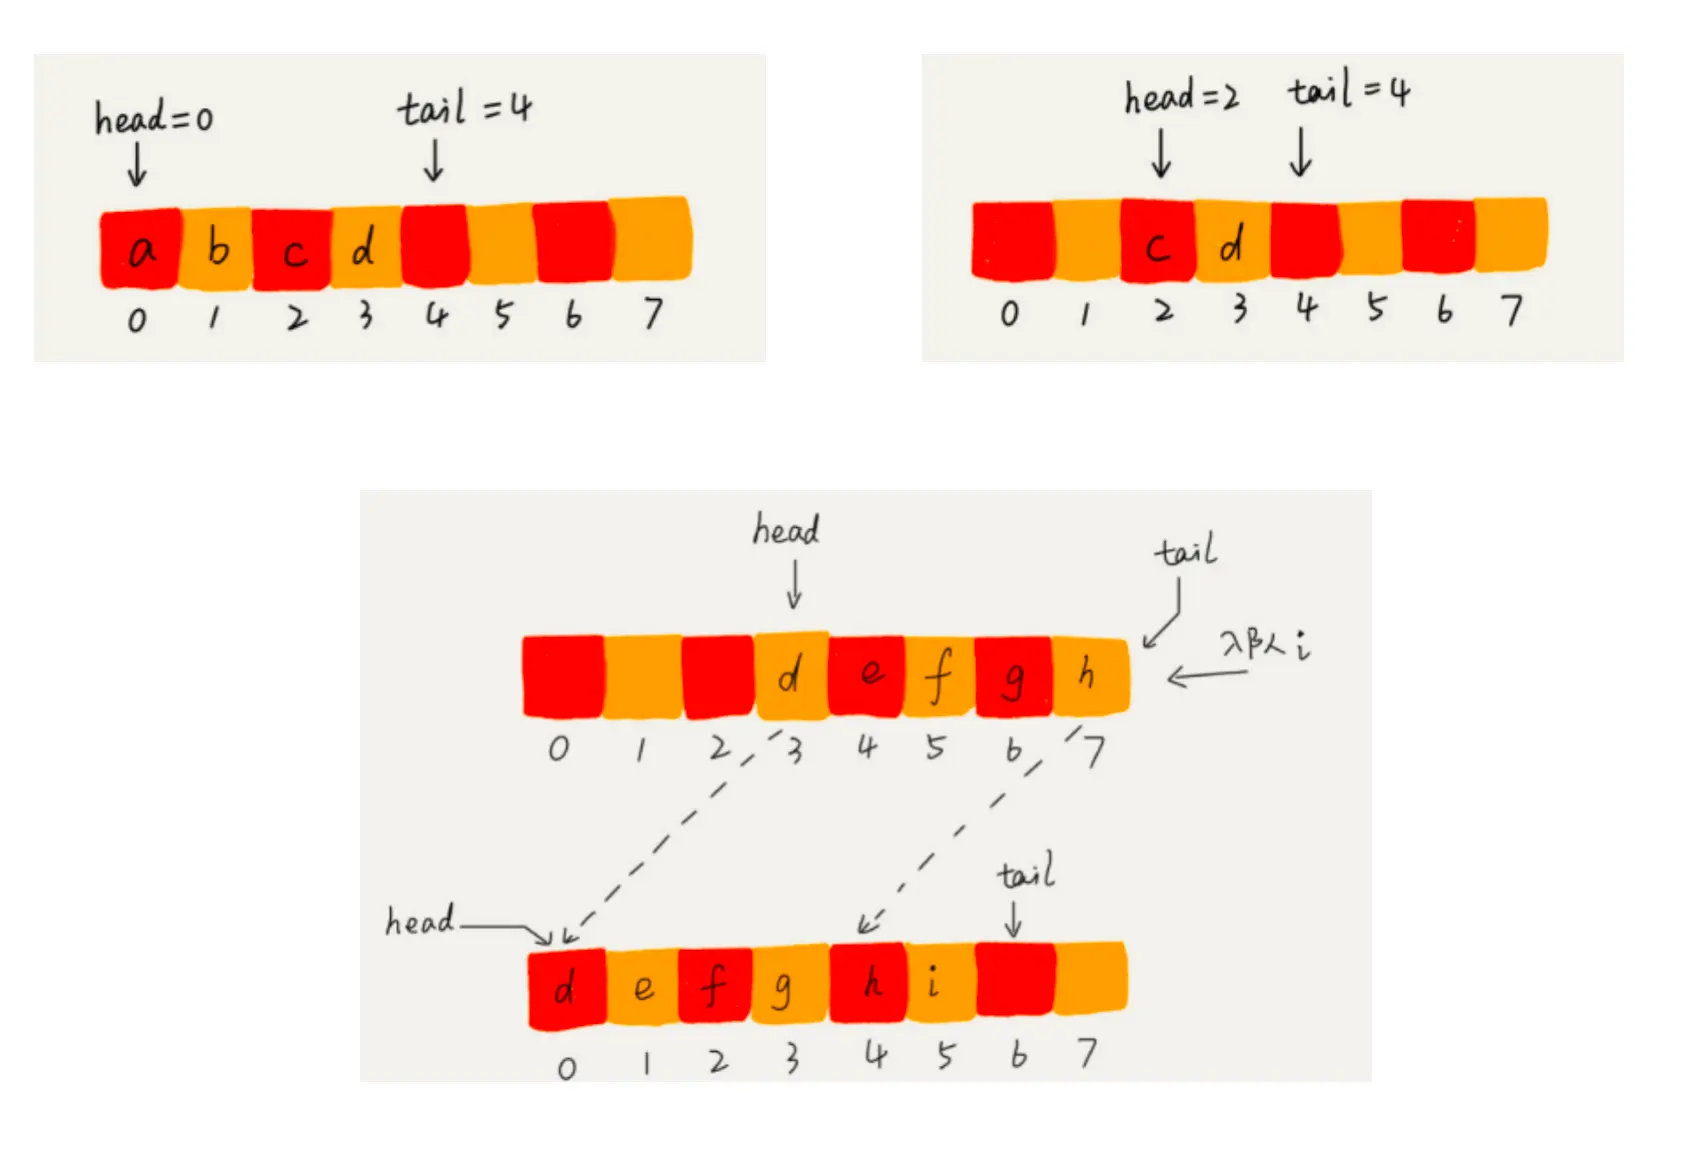 head=0 tail=4
a b c d
0 1 2 3 4 5 6 7
head=2 tail=4
c d
0 1 2 3 4 5 6 7
head
tail
入队 i
d e f g h
0 1 2 3 4 5 6 7
tail
head
d e f g h i
0 1 2 3 4 5 6 7